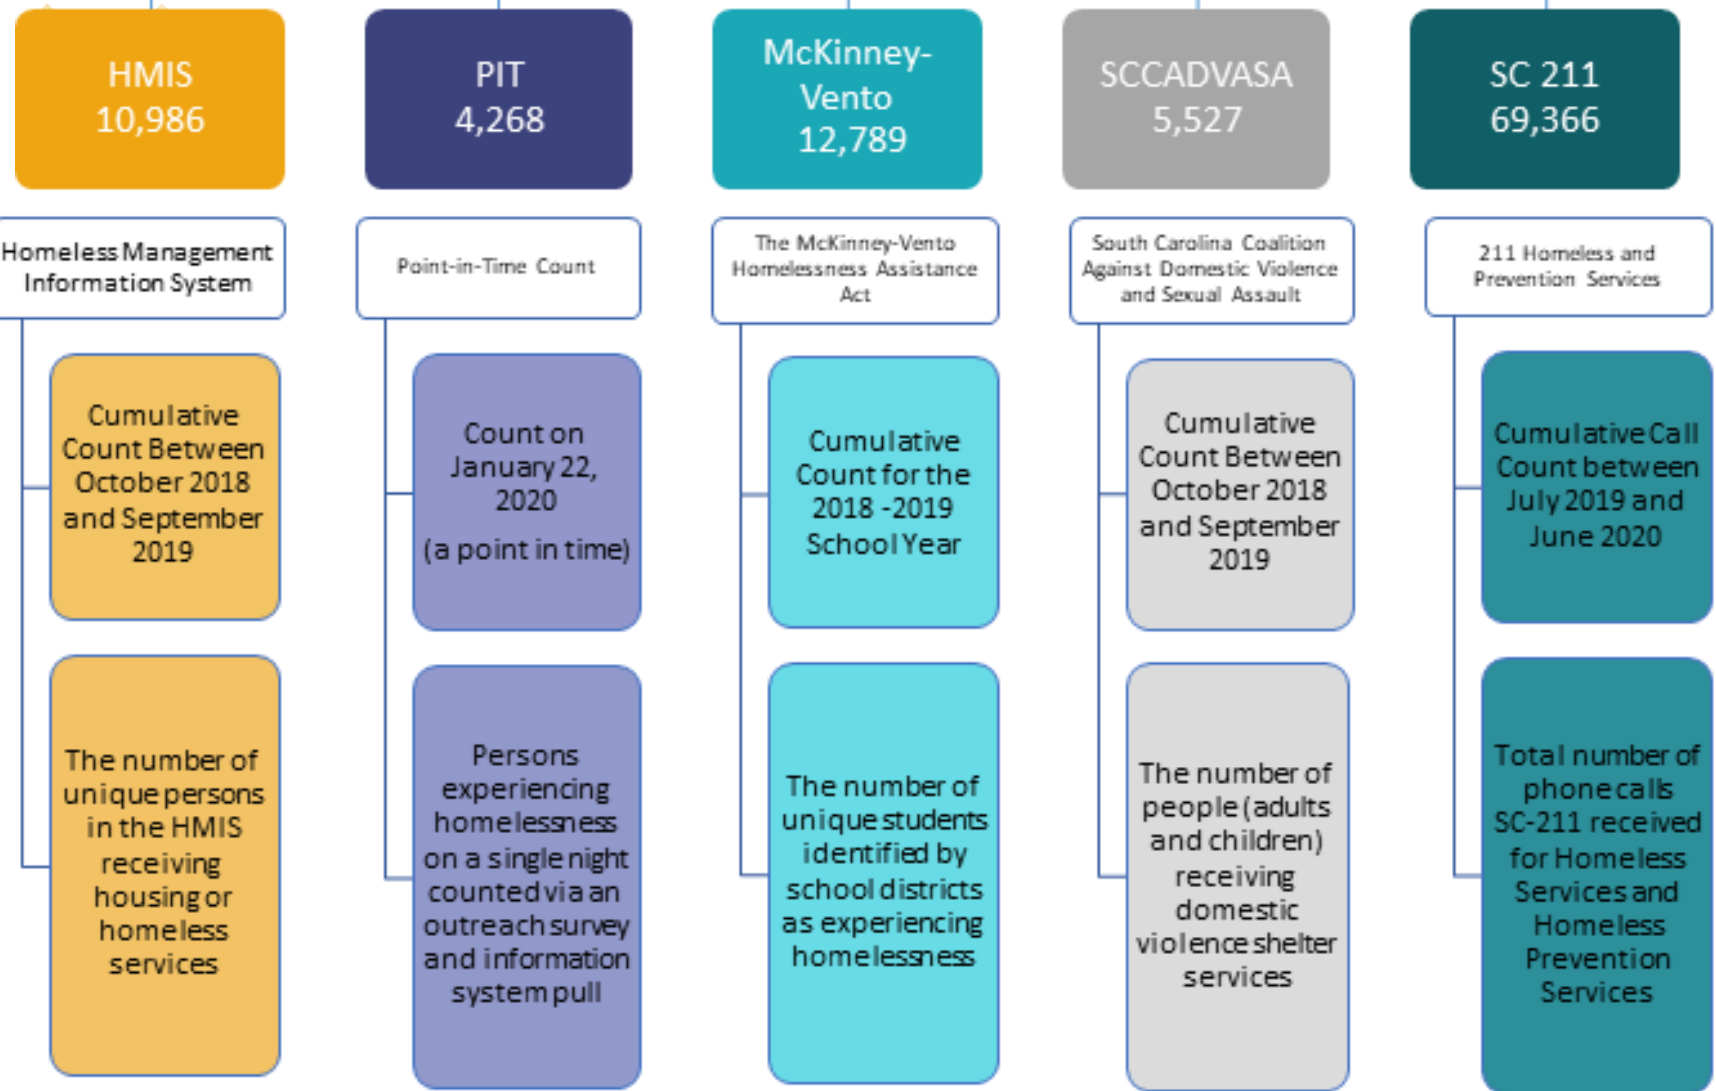 HMIS
10,986
Homeless Management
Information System
Cumulative
Count Between
October 2018
and September
2019
The number of
unique persons
in the HMIS
receiving
housing or
homeless
services
PIT
4,268
Point-in-Time Count
Count on
January 22,
2020
(a point in time)
Persons
experiencing
homelessness
on a single night
counted via an
outreach survey
and information
system pull
McKinney-
Vento
12,789
The McKinney-Vento
Homelessness Assistance
Act
Cumulative
Count for the
2018 -2019
School Year
The number of
unique students
identified by
school districts
as experiencing
homelessness
SCCADVASA
5,527
South Carolina Coalition
Against Domestic Violence
and Sexual Assault
Cumulative
Count Between
October 2018
and September
2019
The number of
people (adults
and children)
receiving
domestic
violence shelter
services
SC 211
69,366
211 Homeless and
Prevention Services
Cumulative Call
Count between
July 2019 and
June 2020
Total number of
phone calls
SC-211 received
for Homeless
Services and
Homeless
Prevention
Services